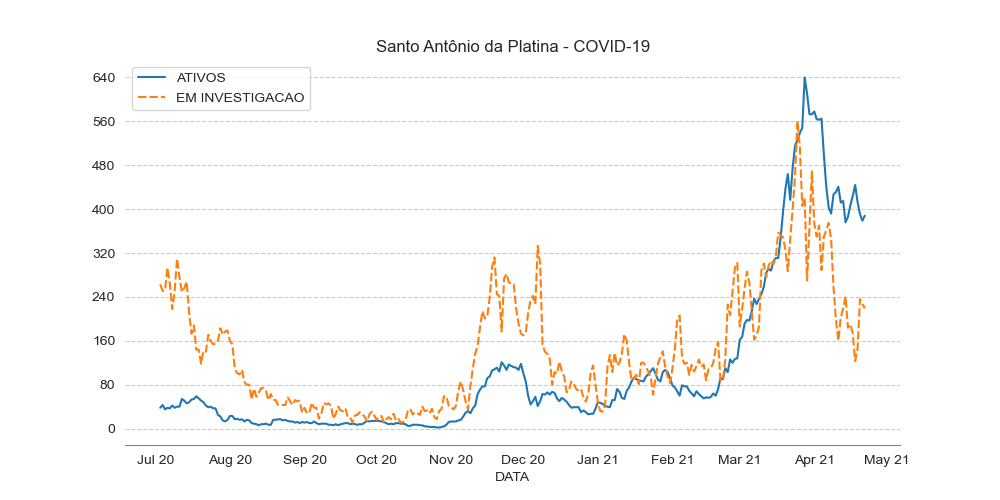 Santo Antônio da Platina - COVID-19
ATIVOS
EM INVESTIGACAO
640
560
480
400
320
240
160
80
0
Jul 20 Aug 20 Sep 20 Oct 20 Nov 20 Dec 20 Jan 21 Feb 21 Mar 21 Apr 21 May 21
DATA